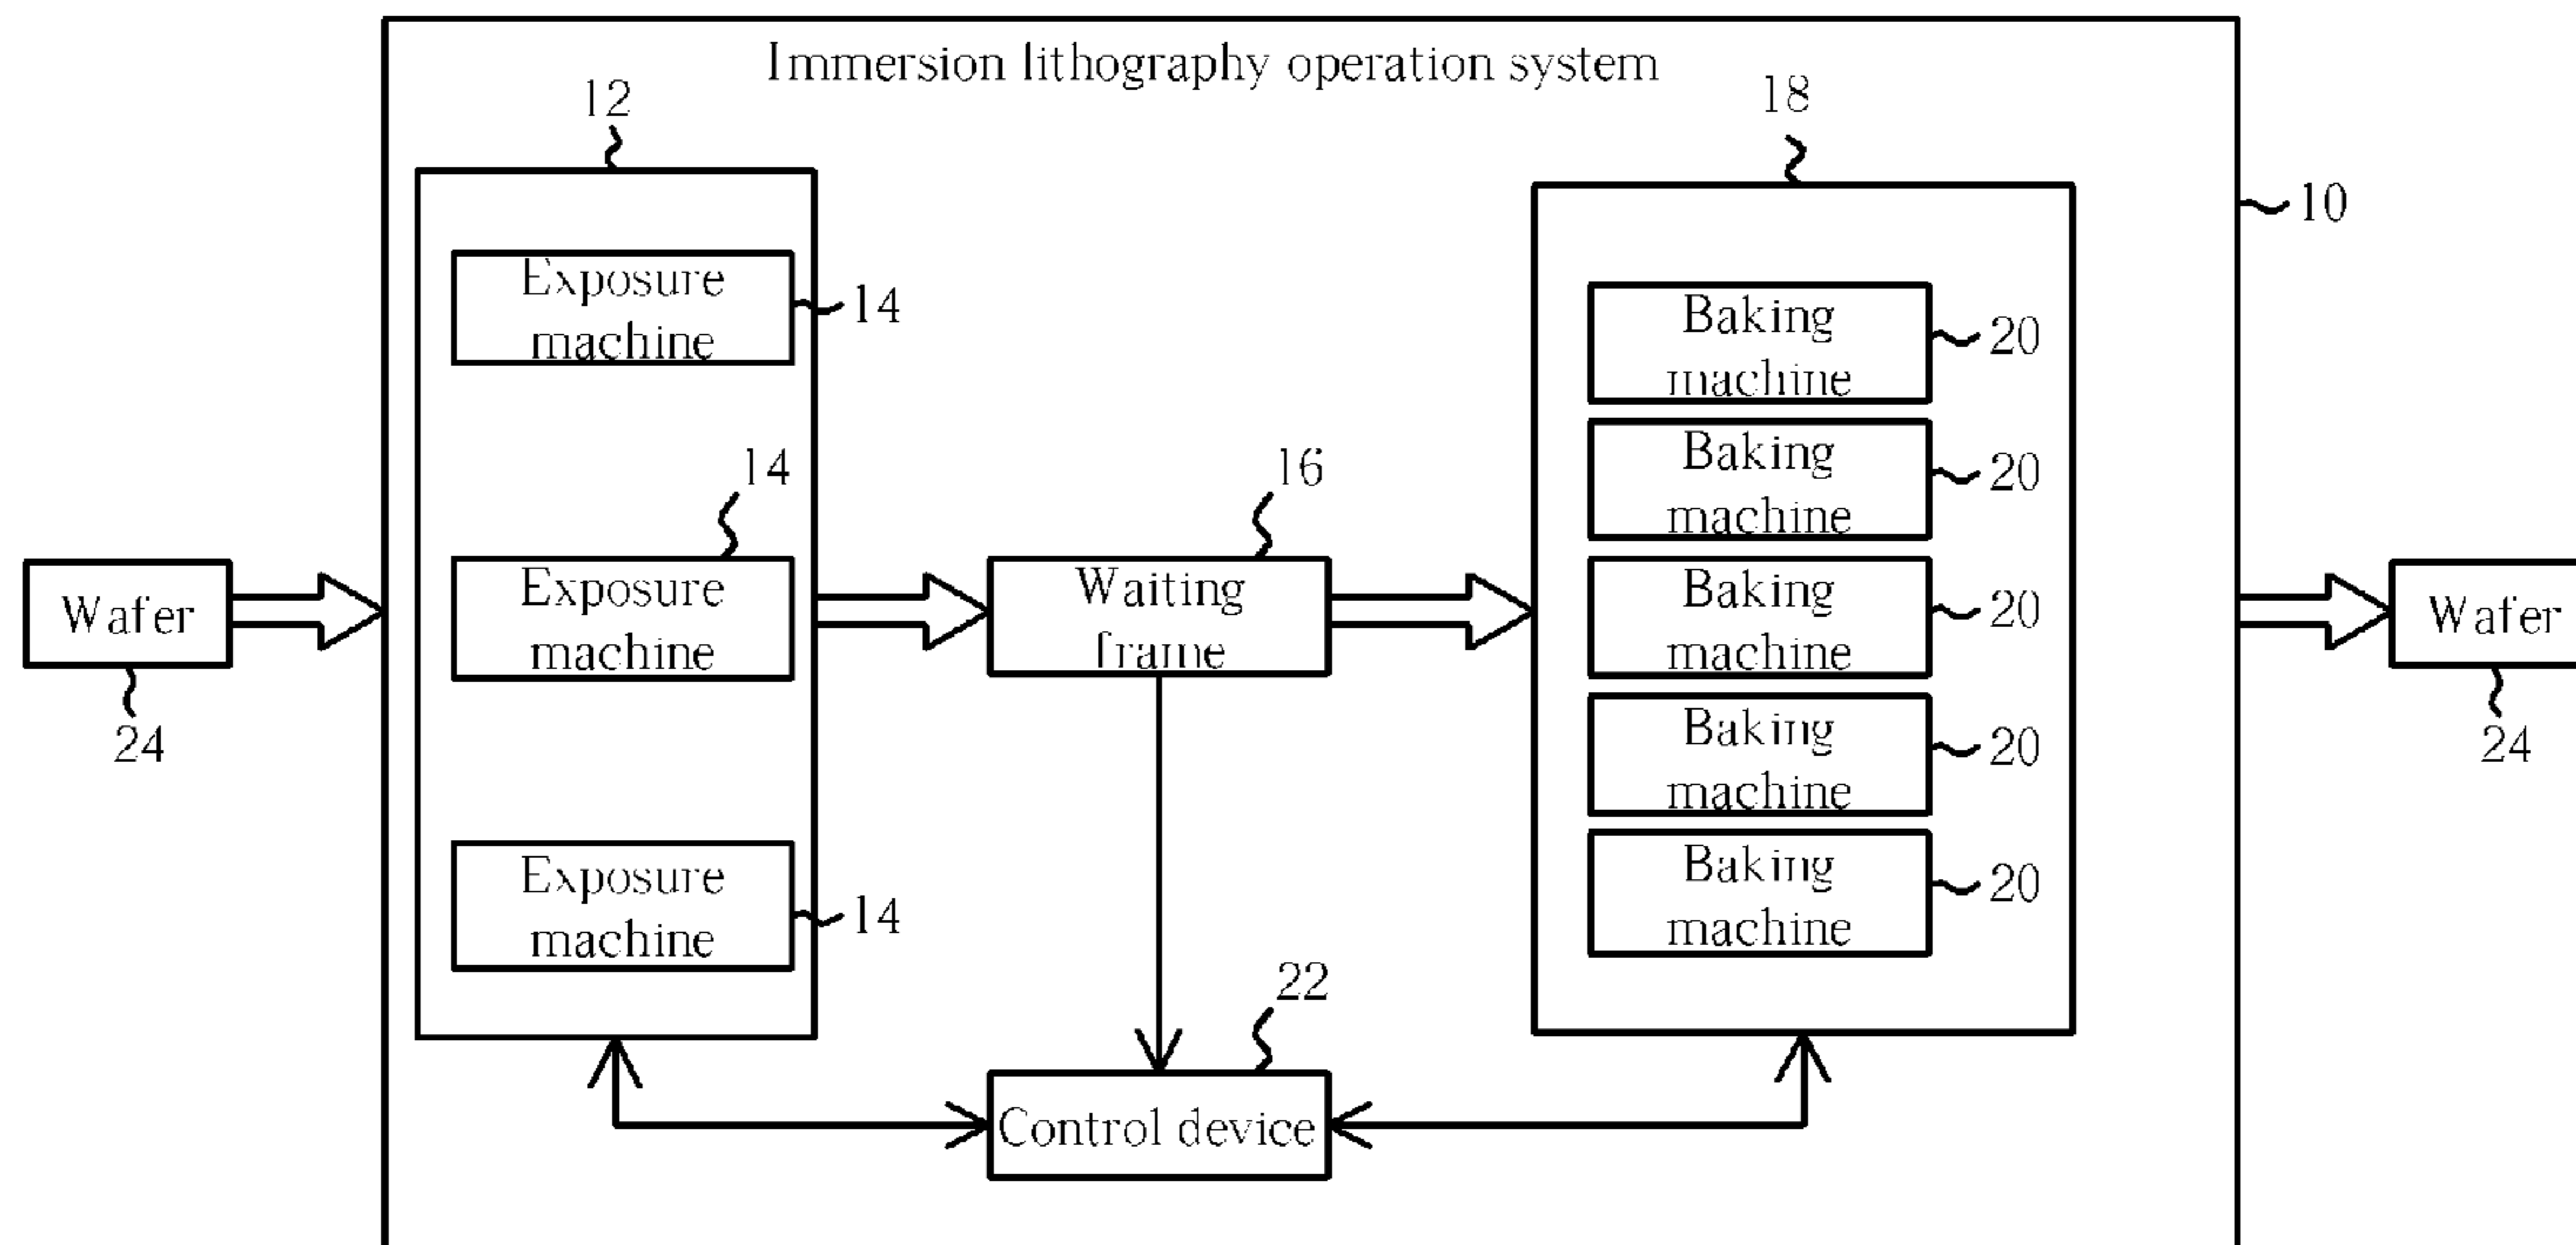 Immersion lithography operation system
12
18
10
Exposure
machine
14
Exposure
machine
14
Exposure
machine
14
Waiting
frame
16
Baking
machine
20
Baking
machine
20
Baking
machine
20
Baking
machine
20
Baking
machine
20
Control device
22
Wafer
24
Wafer
24